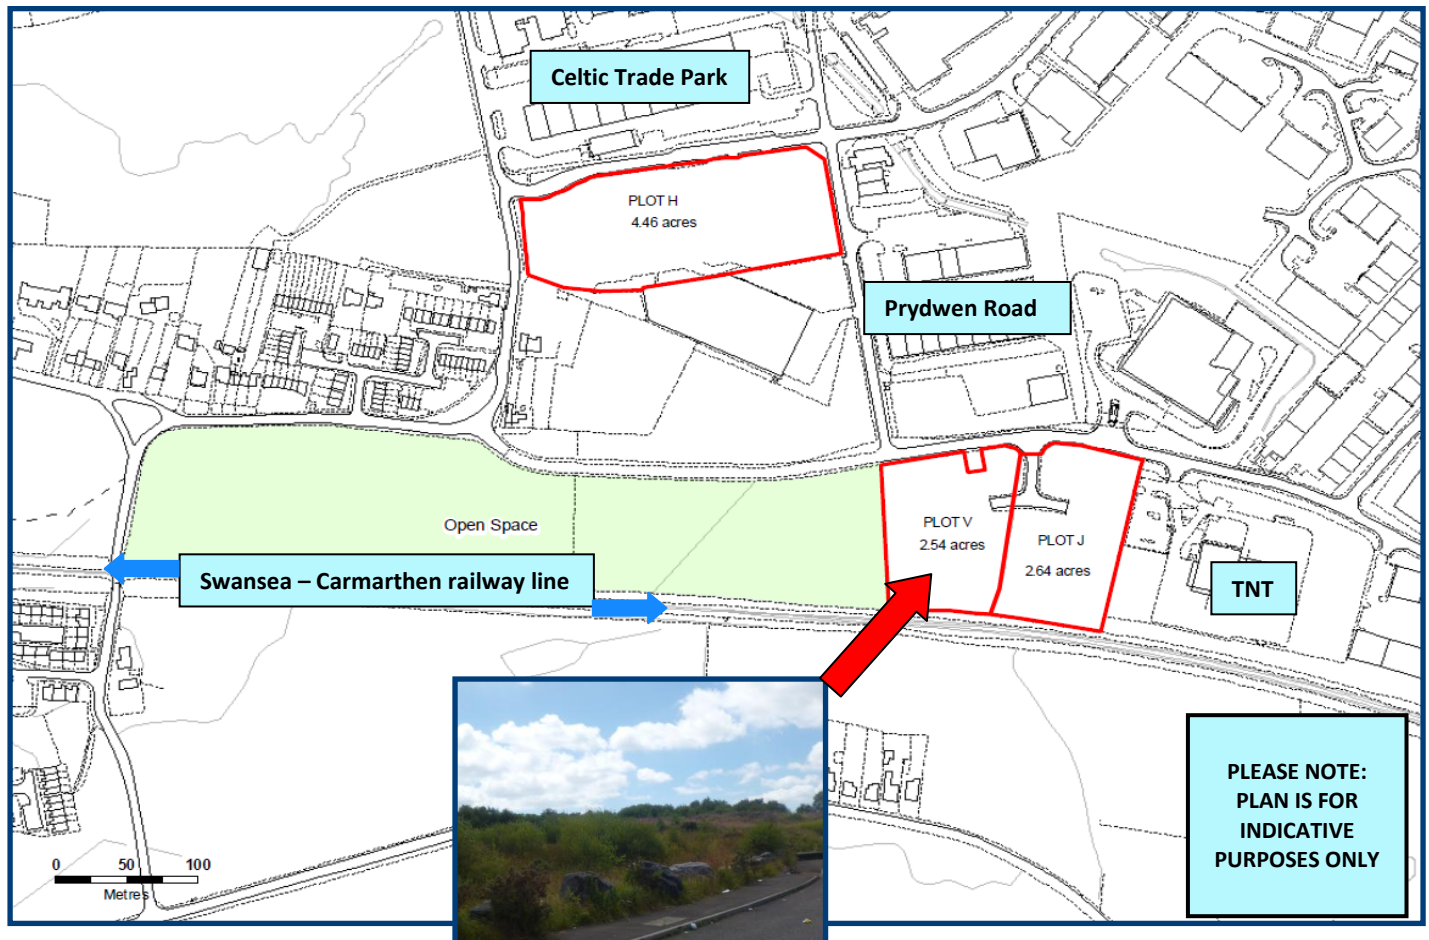 Celtic Trade Park
PLOT H
4.46 acres
Prydwen Road
Open Space
PLOT V
2.54 acres
PLOT J
2.64 acres
Swansea – Carmarthen railway line
TNT
PLEASE NOTE:
PLAN IS FOR
INDICATIVE
PURPOSES ONLY
0 50 100
Metres